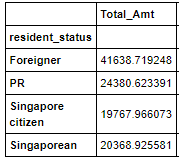 Total_Amt
resident_status
Foreigner 41638.719248
PR 24380.623391
Singapore
citizen 19767.966073
Singaporean 20368.925581